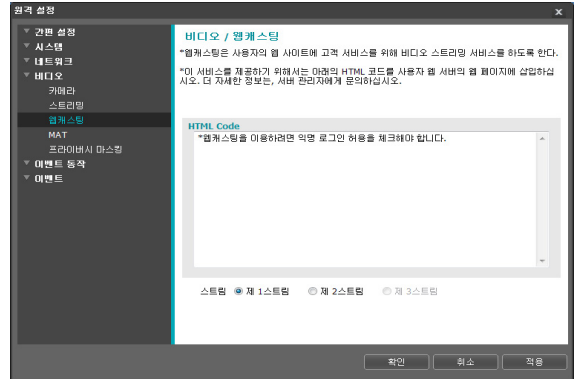 원격 설정
x
간편 설정
시스템
네트워크
비디오
카메라
스트리밍
웹캐스팅
MAT
프라이버시 마스킹
이벤트 동작
이벤트
비디오 / 웹캐스팅
*웹캐스팅은 사용자의 웹 사이트에 고객 서비스를 위해 비디오 스트리밍 서비스를 하도록 한다.
*이 서비스를 제공하기 위해서는 아래의 HTML 코드를 사용자 웹 서버의 웹 페이지에 삽입하십
시오. 더 자세한 정보는, 서버 관리자에게 문의하십시오.
HTML Code
*웹캐스팅을 이용하려면 익명 로그인 허용을 체크해야 합니다.
스트림 제 1스트림 제 2스트림 제 3스트림
확인 취소 적용